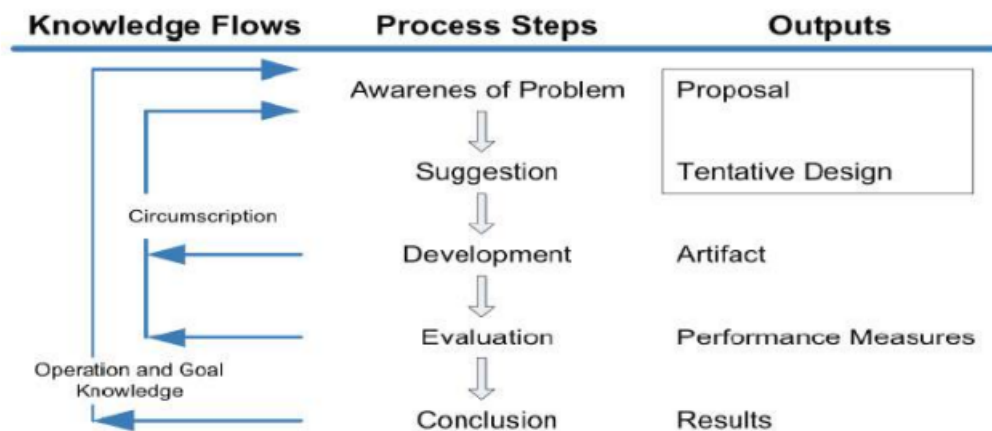 Knowledge Flows Process Steps Outputs
Awarenes of Problem Proposal
Suggestion Tentative Design
Circumscription
Development Artifact
Evaluation Performance Measures
Operation and Goal
Knowledge
Conclusion Results